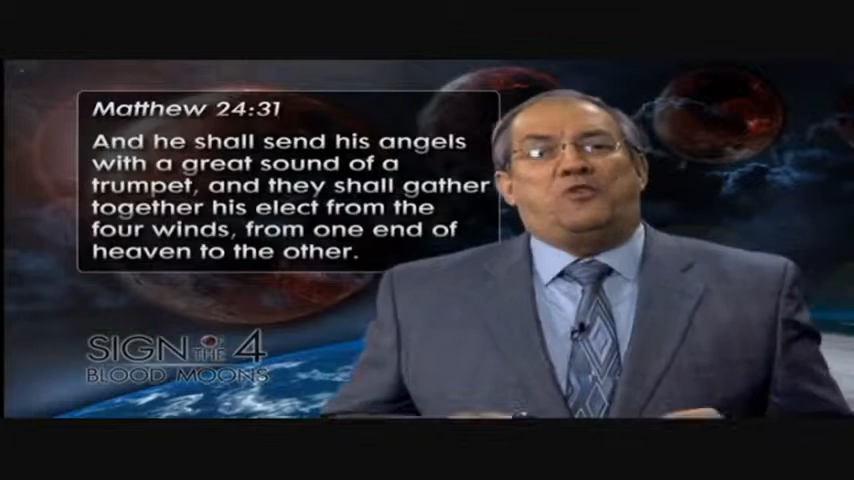 Matthew 24:31
And he shall send his angels
with a great sound of a
trumpet, and they shall gather
together his elect from the
four winds, from one end of
heaven to the other.
SIGN OF THE 4
BLOOD MOONS